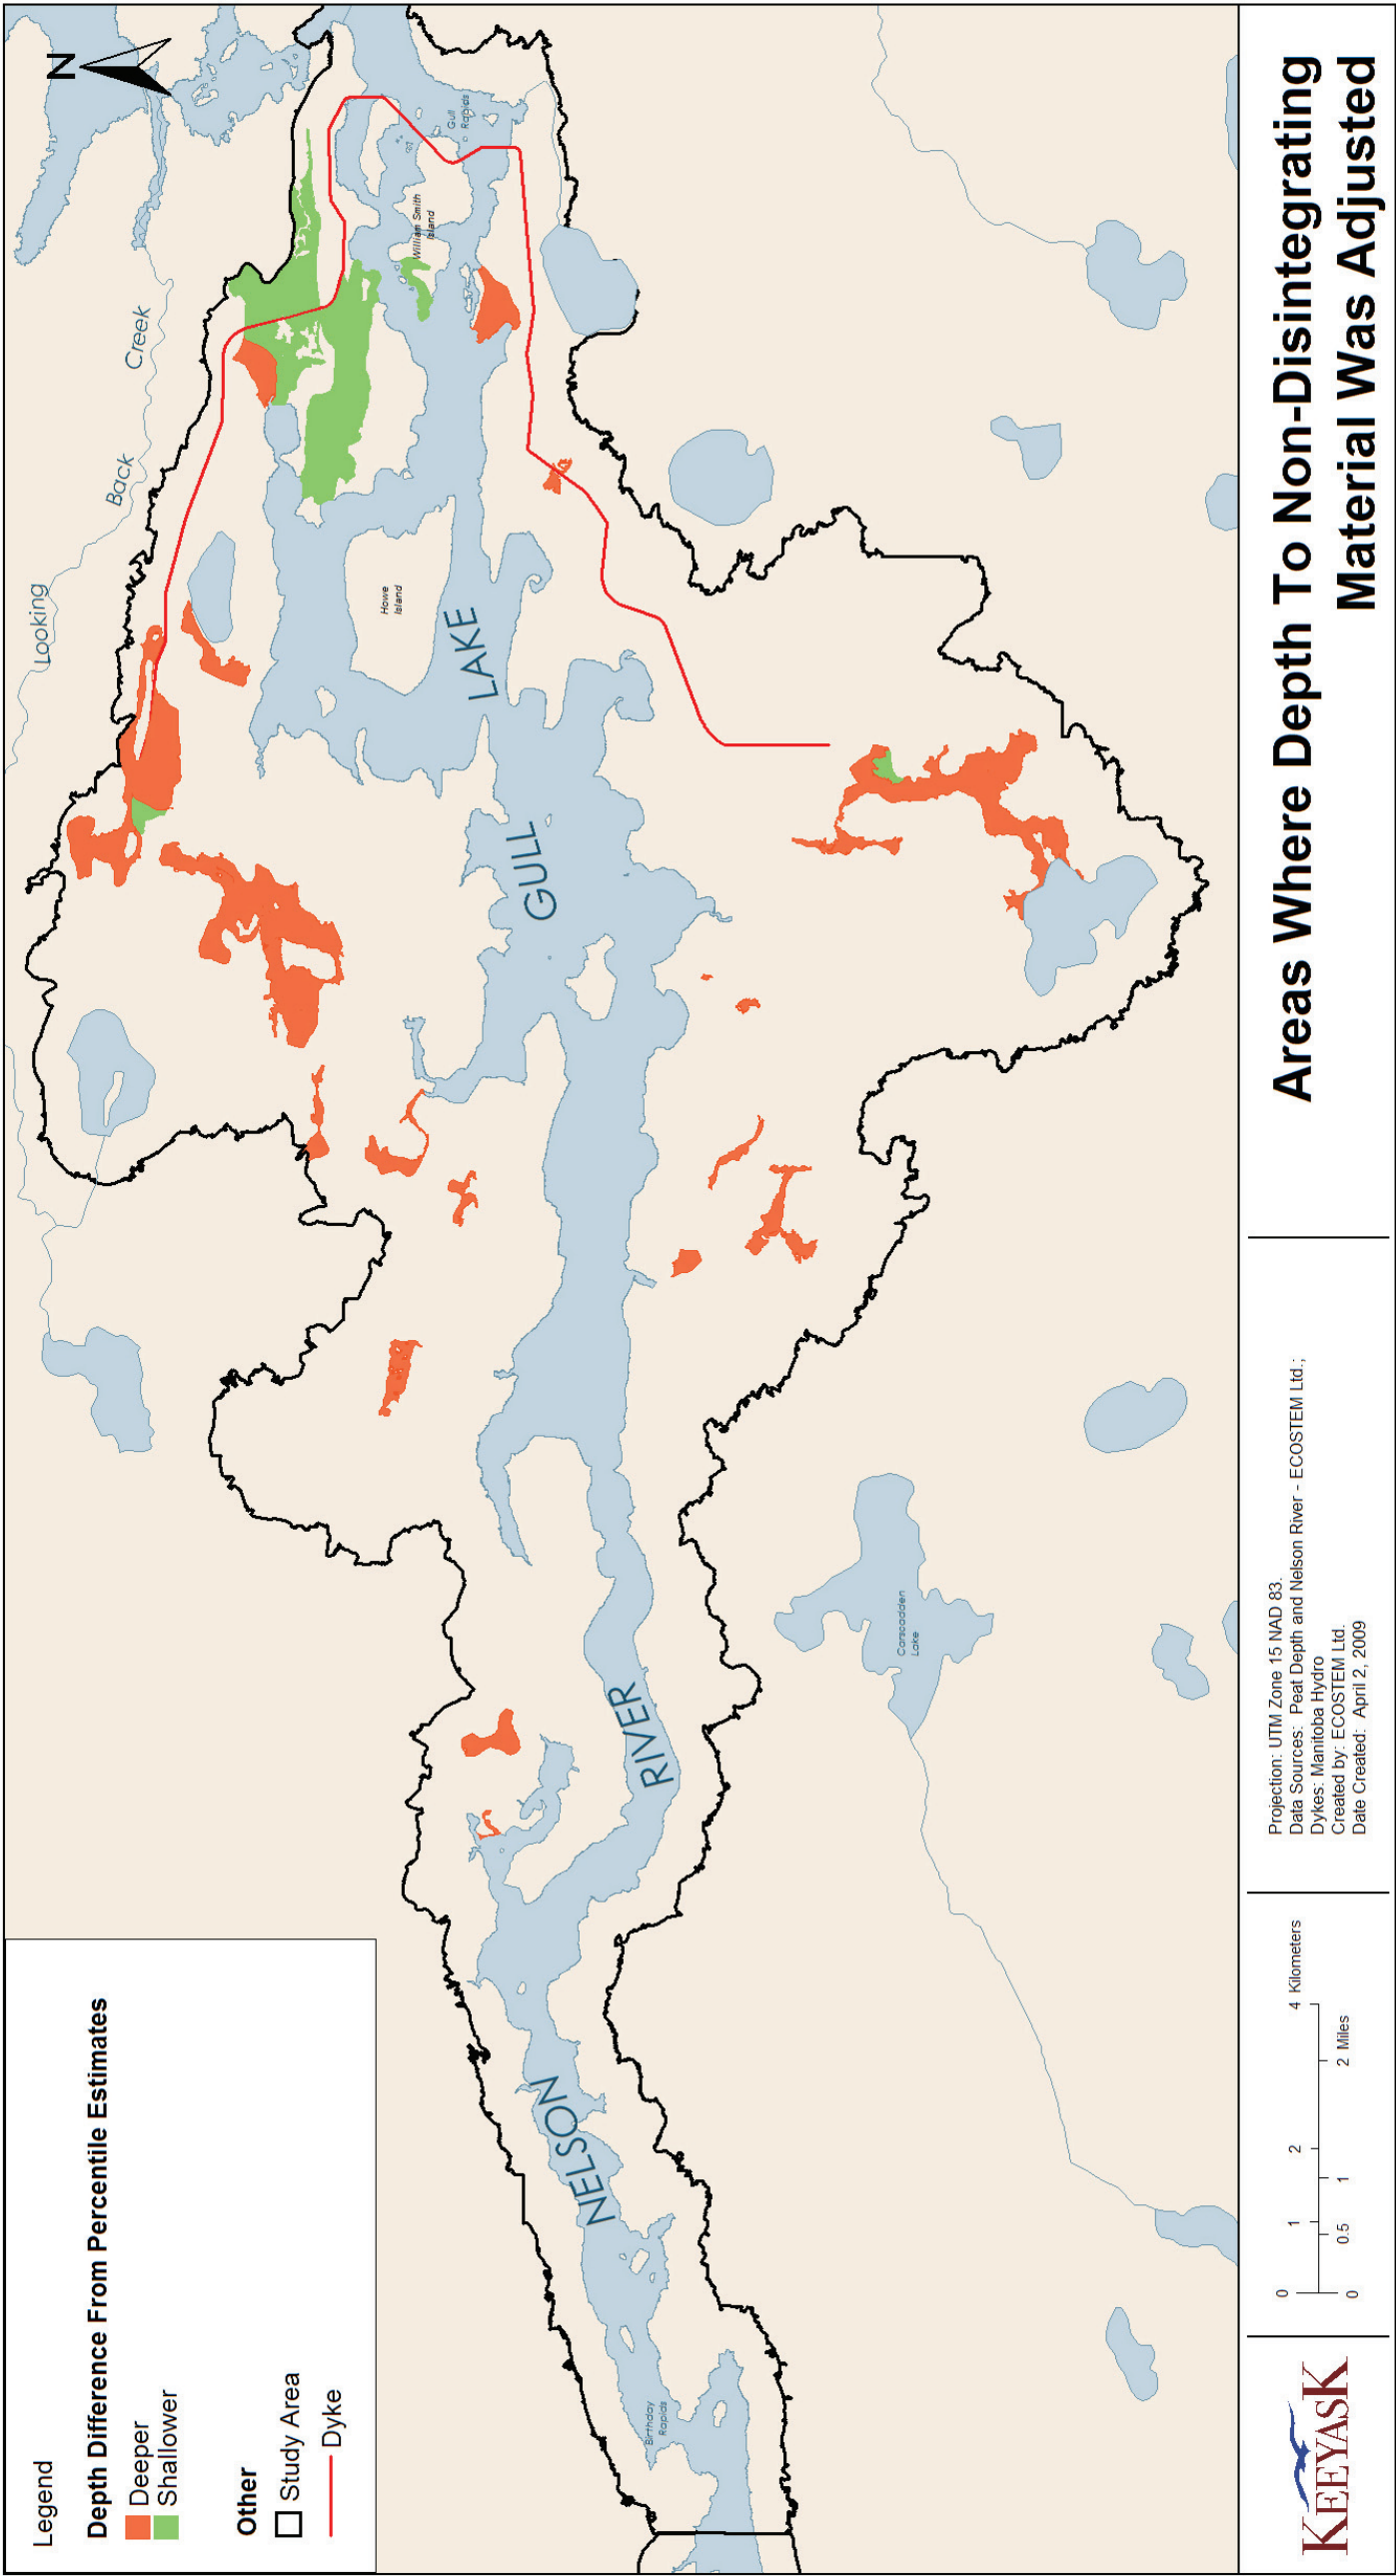 Legend
Depth Difference From Percentile Estimates
Deeper
Shallower
Other
Study Area
Dyke
N
Looking
Back
Creek
Gull
Rapids
William Smith
Island
Howe
Island
GULL
LAKE
NELSON
RIVER
Birthday
Rapids
Carscadden
Lake
KEEYASK
0 1 2 4 Kilometers
0 0.5 1 2 Miles
Projection: UTM Zone 15 NAD 83.
Data Sources: Peat Depth and Nelson River - ECOSTEM Ltd.;
Dykes: Manitoba Hydro
Created by: ECOSTEM Ltd.
Date Created: April 2, 2009
Areas Where Depth To Non-Disintegrating
Material Was Adjusted